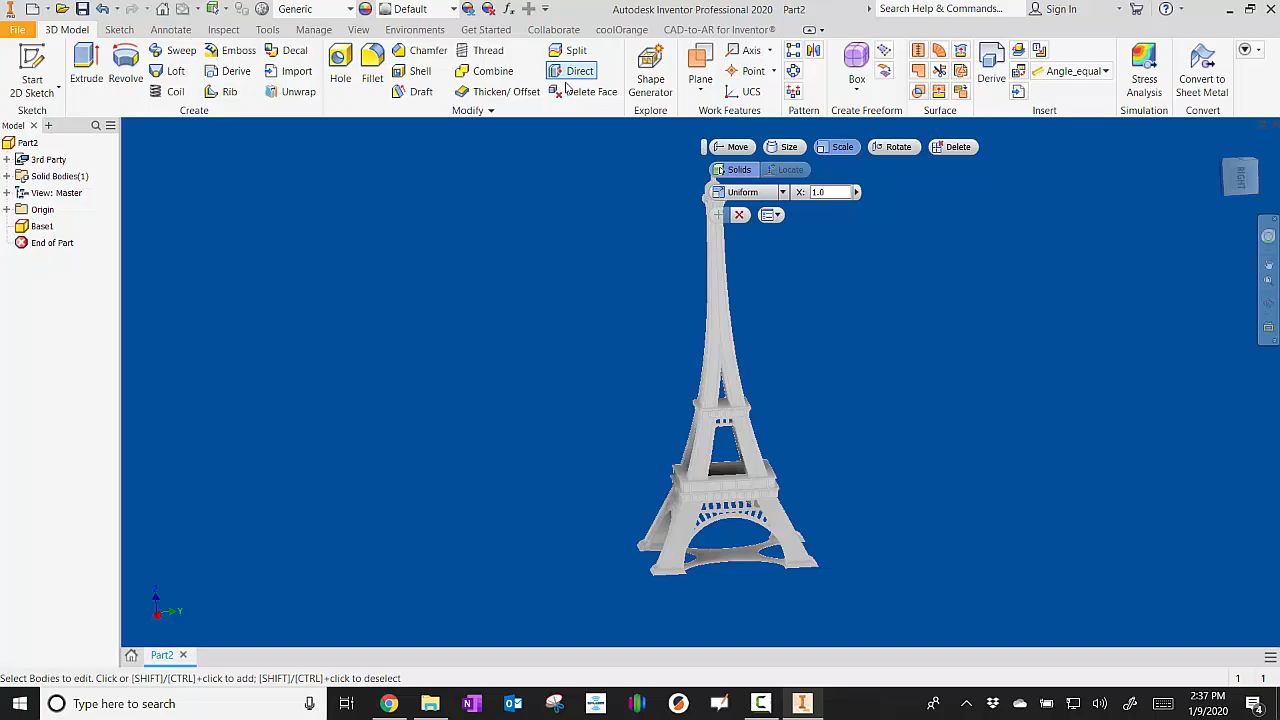 Generic Default Autodesk Inventor Professional 2020 Part2 Search Help & Commands... Sign In
File 3D Model Sketch Annotate Inspect Tools Manage View Environments Get Started Collaborate coolOrange CAD-to-AR for Inventor
Start 2D Sketch Extrude Revolve Sweep Emboss Decal Hole Fillet Chamfer Thread Split Shape Generator Plane Axis Box Derive Angle_equal Stress Analysis Convert to Sheet Metal
Loft Derive Import Shell Combine Direct Point
Coil Rib Unwrap Draft Thicken/ Offset Delete Face UCS
Sketch Create Modify Explore Work Features Pattern Create Freeform Surface Insert Simulation Convert
Model
Part2
3rd Party
Solid Bodies(1)
View: Master
Origin
Base1
End of Part
Move Size Scale Rotate Delete
Solids Locate
Uniform X: 1.0
RIGHT
Z
Y
Part2
Select Bodies to edit. Click or [SHIFT]/[CTRL]+click to add; [SHIFT]/[CTRL]+click to deselect 1 1
Type here to search
2:37 PM
1/9/2020
4